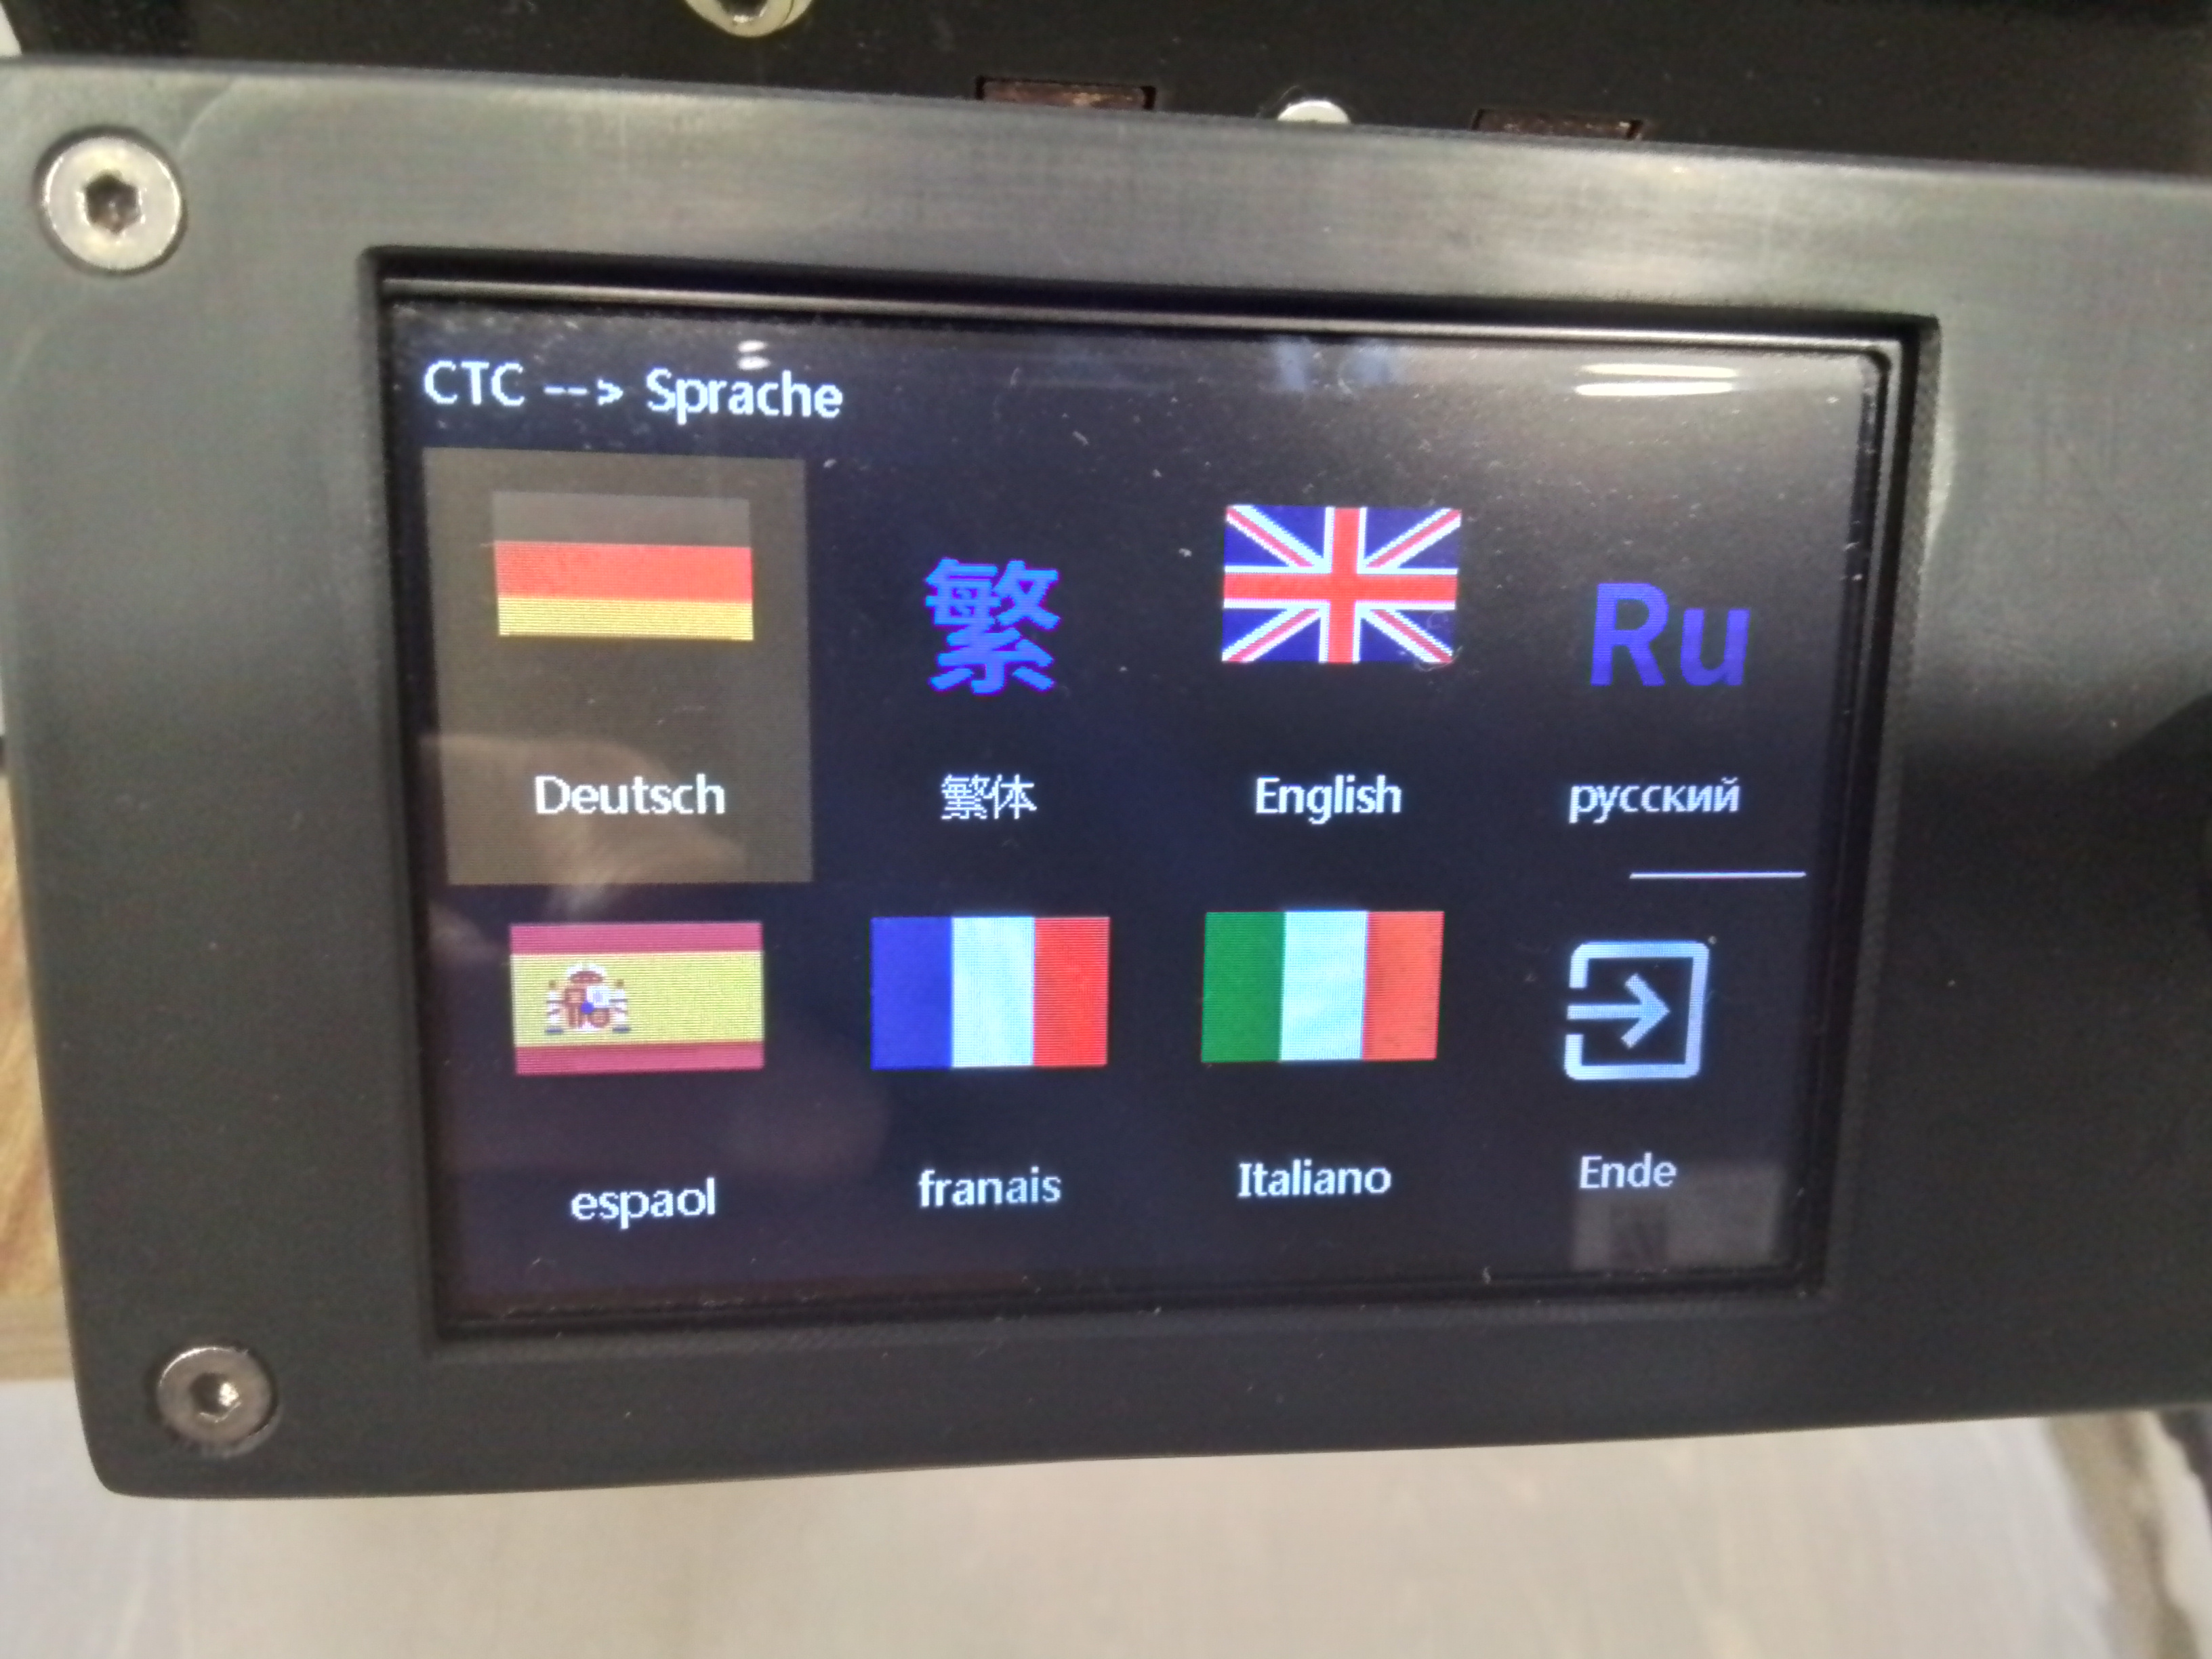 CTC --> Sprache
繁 Ru
Deutsch 繁体 English русский
espaol franais Italiano Ende